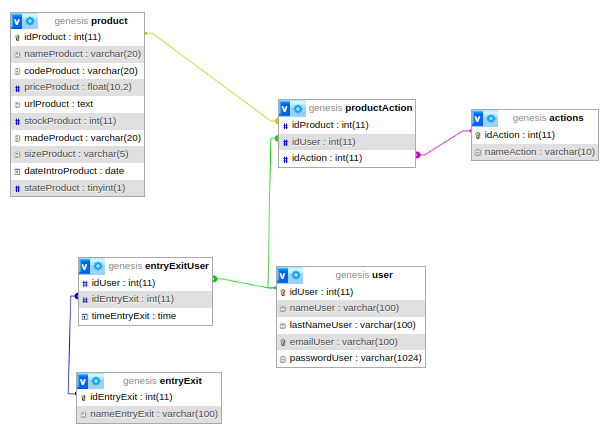 genesis product
idProduct : int(11)
nameProduct : varchar(20)
codeProduct : varchar(20)
priceProduct : float(10,2)
urlProduct : text
stockProduct : int(11)
madeProduct : varchar(20)
sizeProduct : varchar(5)
dateIntroProduct : date
stateProduct : tinyint(1)
genesis productAction
idProduct : int(11)
idUser : int(11)
idAction : int(11)
genesis actions
idAction : int(11)
nameAction : varchar(10)
genesis entryExitUser
idUser : int(11)
idEntryExit : int(11)
timeEntryExit : time
genesis user
idUser : int(11)
nameUser : varchar(100)
lastNameUser : varchar(100)
emailUser : varchar(100)
passwordUser : varchar(1024)
genesis entryExit
idEntryExit : int(11)
nameEntryExit : varchar(100)